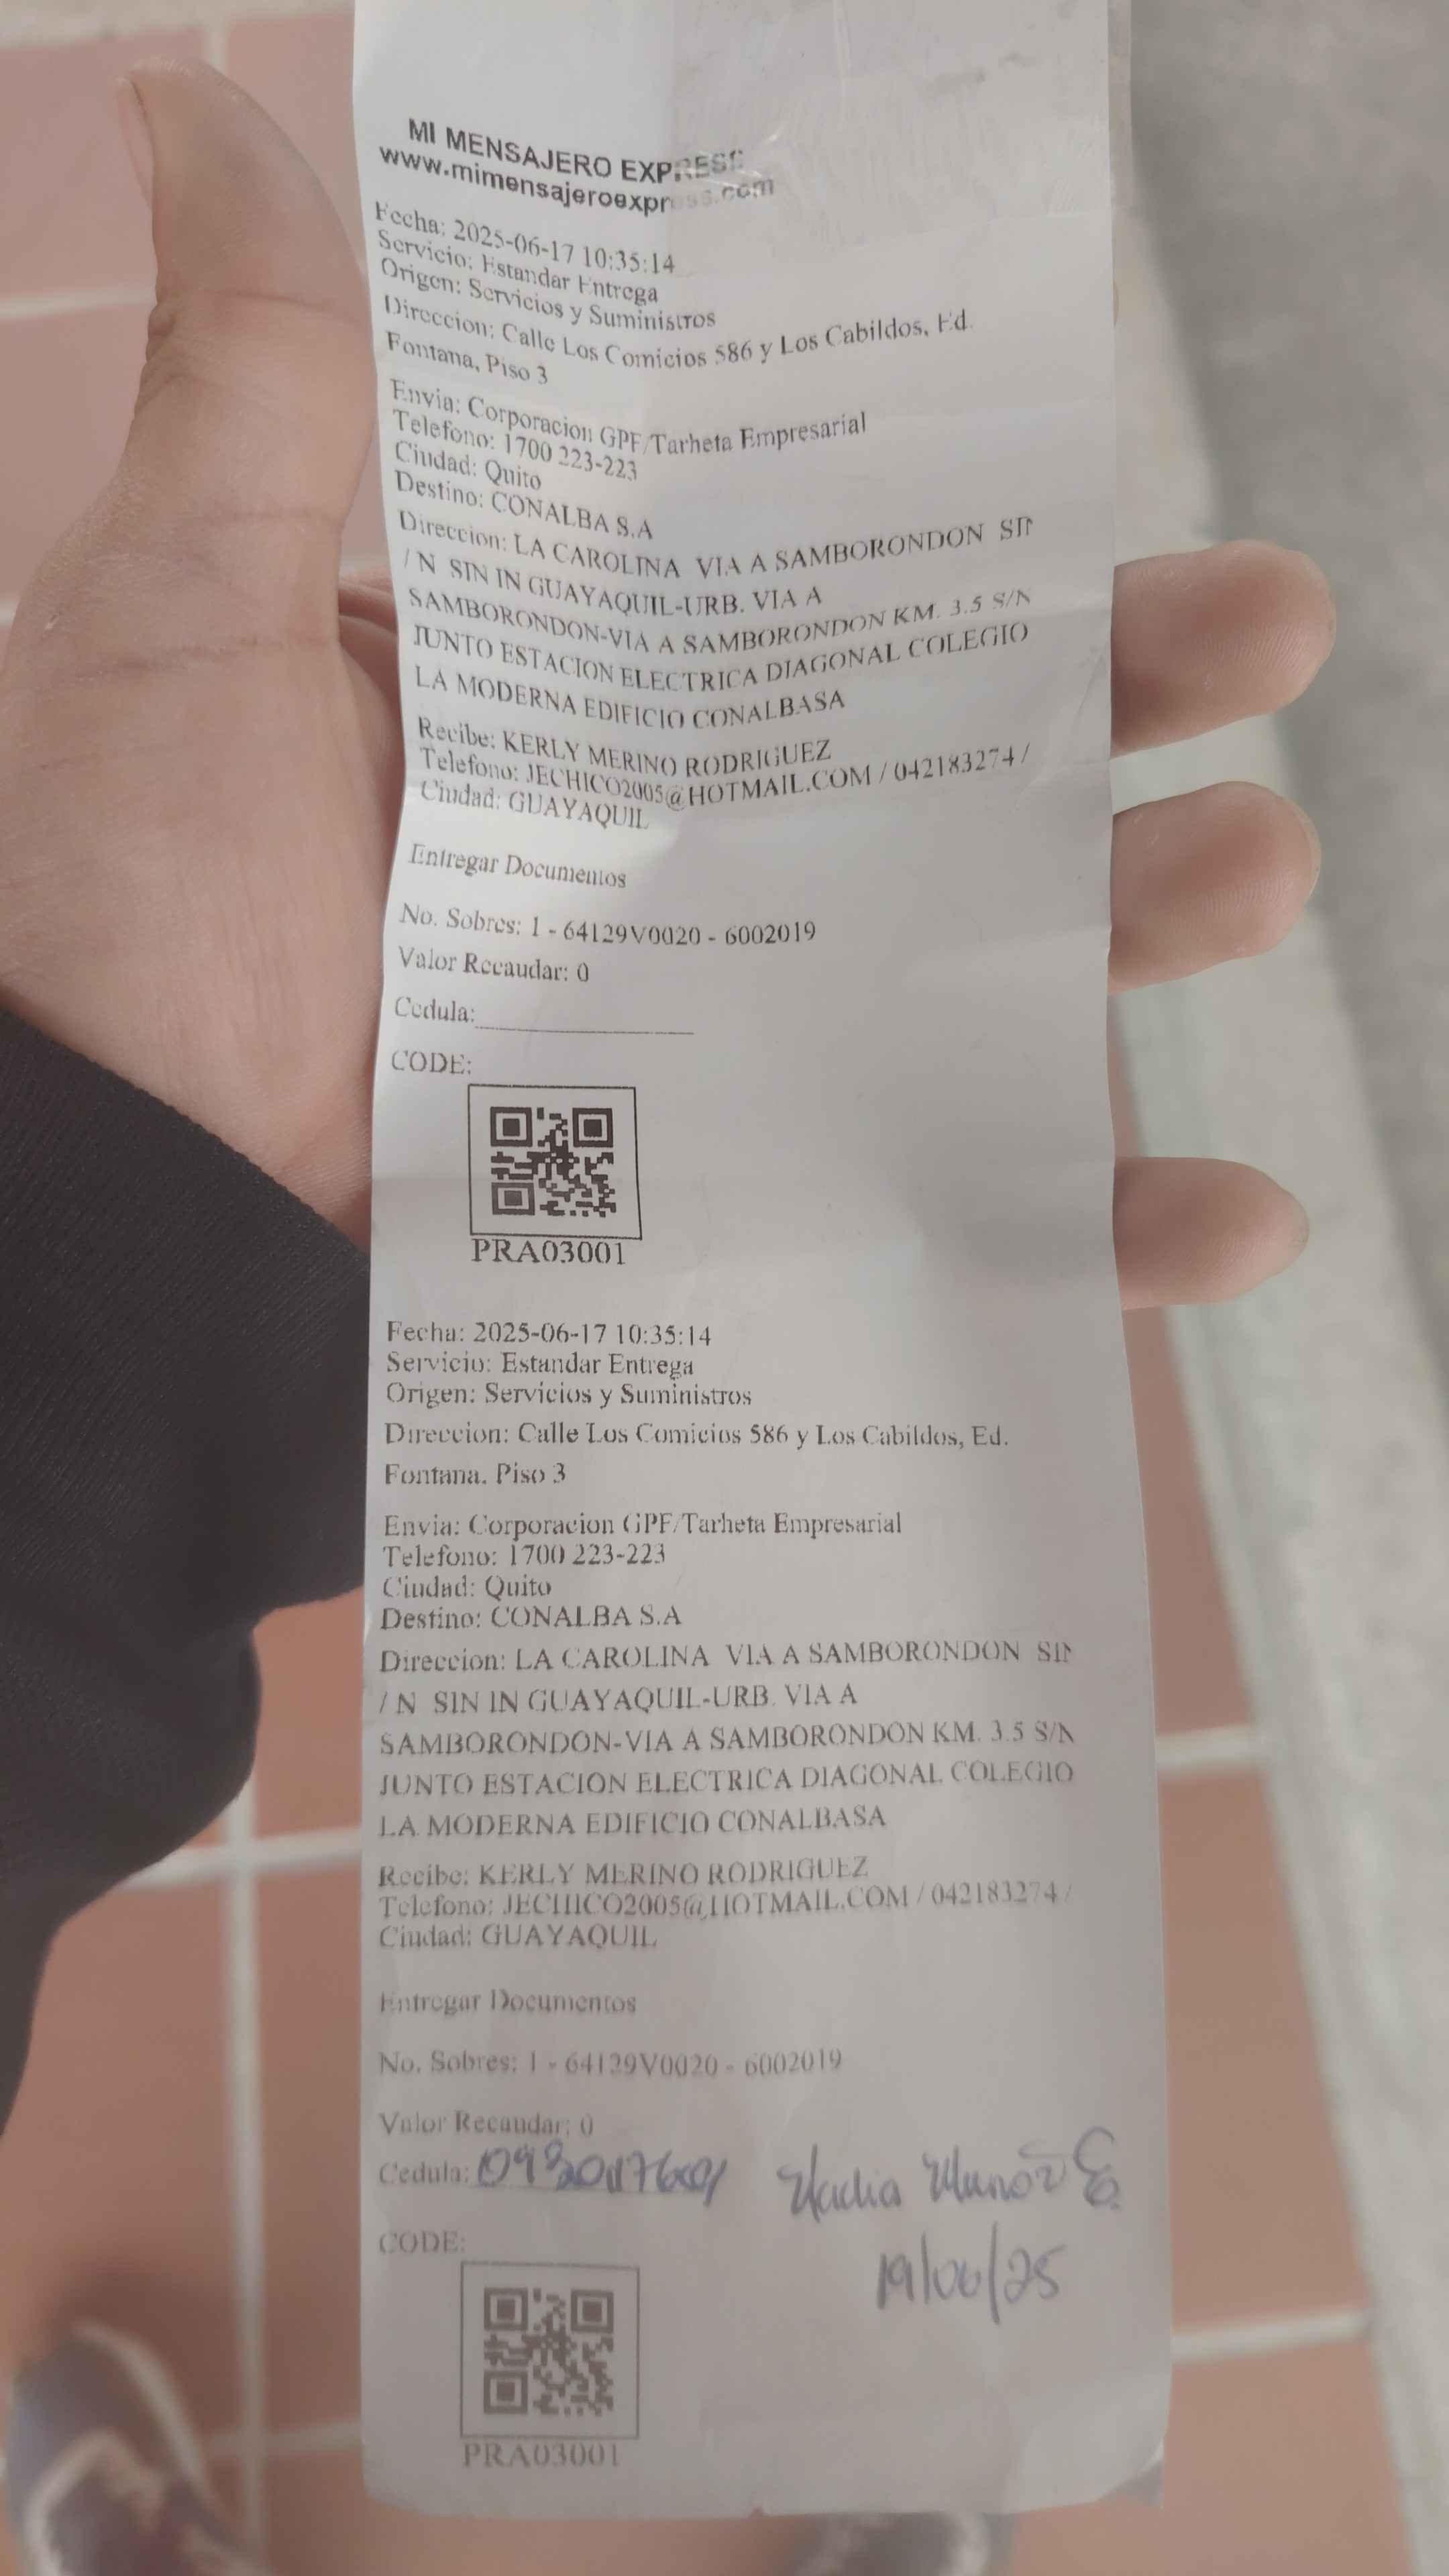 MI MENSAJERO EXPRESS
www.mimensajeroexpress.com
Fecha: 2025-06-17 10:35:14
Servicio: Estandar Entrega
Origen: Servicios y Suministros
Direccion: Calle Los Comicios 586 y Los Cabildos, Ed.
Fontana, Piso 3
Envia: Corporacion GPF/Tarheta Empresarial
Telefono: 1700 223-223
Ciudad: Quito
Destino: CONALBA S.A
Direccion: LA CAROLINA VIA A SAMBORONDON SIN
/ N SIN IN GUAYAQUIL-URB. VIA A
SAMBORONDON-VIA A SAMBORONDON KM. 3.5 S/N
JUNTO ESTACION ELECTRICA DIAGONAL COLEGIO
LA MODERNA EDIFICIO CONALBASA
Recibe: KERLY MERINO RODRIGUEZ
Telefono: JECHICO2005@HOTMAIL.COM / 042183274 /
Ciudad: GUAYAQUIL
Entregar Documentos
No. Sobres: 1 - 64129V0020 - 6002019
Valor Recaudar: 0
Cedula:
CODE:
PRA03001
Fecha: 2025-06-17 10:35:14
Servicio: Estandar Entrega
Origen: Servicios y Suministros
Direccion: Calle Los Comicios 586 y Los Cabildos, Ed.
Fontana, Piso 3
Envia: Corporacion GPF/Tarheta Empresarial
Telefono: 1700 223-223
Ciudad: Quito
Destino: CONALBA S.A
Direccion: LA CAROLINA VIA A SAMBORONDON SIN
/ N SIN IN GUAYAQUIL-URB. VIA A
SAMBORONDON-VIA A SAMBORONDON KM. 3.5 S/N
JUNTO ESTACION ELECTRICA DIAGONAL COLEGIO
LA MODERNA EDIFICIO CONALBASA
Recibe: KERLY MERINO RODRIGUEZ
Telefono: JECHICO2005@HOTMAIL.COM / 042183274 /
Ciudad: GUAYAQUIL
Entregar Documentos
No. Sobres: 1 - 64129V0020 - 6002019
Valor Recaudar: 0
Cedula: Muñoz E.
19/06/25
CODE:
PRA03001